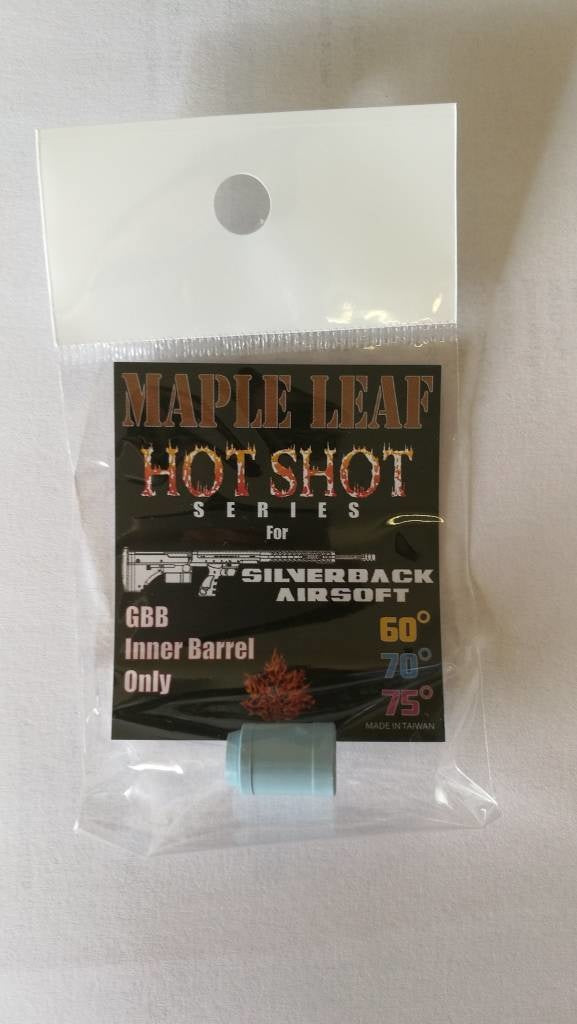 MAPLE LEAF
HOT SHOT
SERIES
For
SILVERBACK
AIRSOFT
GBB
Inner Barrel
Only
60°
70°
75°
MADE IN TAIWAN